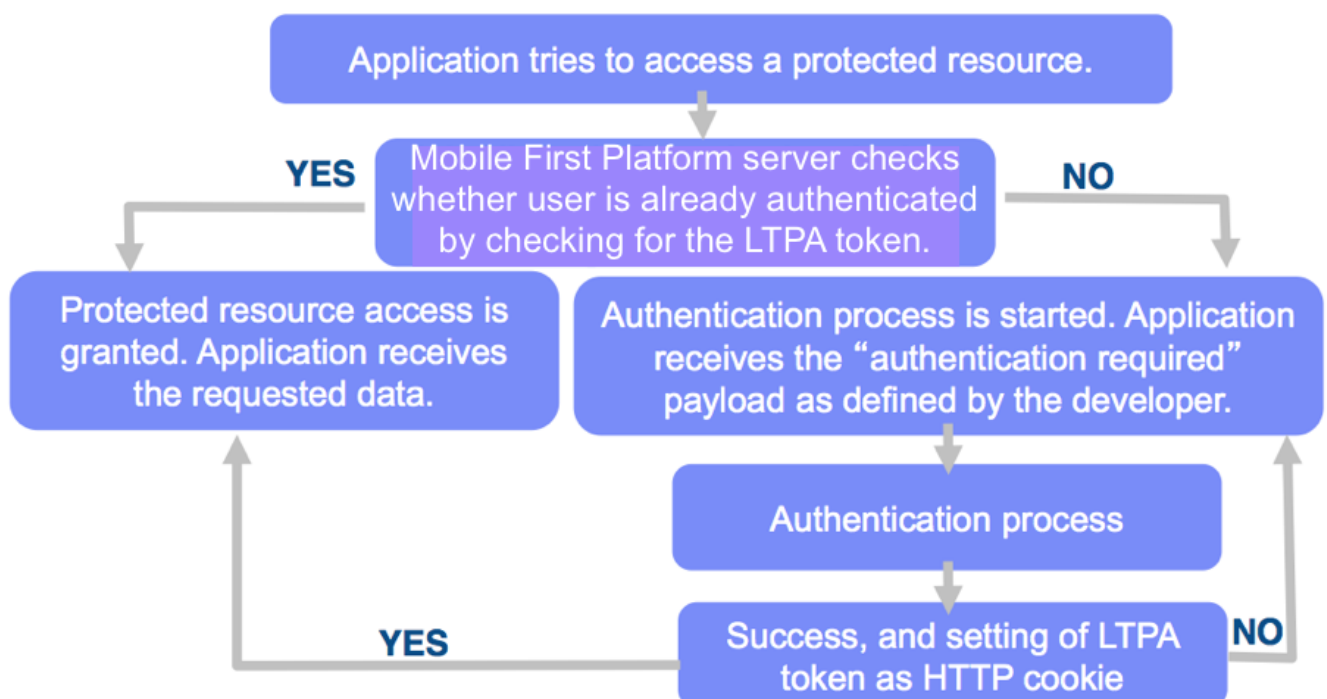 Application tries to access a protected resource.
YES
Mobile First Platform server checks
whether user is already authenticated
by checking for the LTPA token.
NO
Protected resource access is
granted. Application receives
the requested data.
Authentication process is started. Application
receives the “authentication required”
payload as defined by the developer.
Authentication process
YES
Success, and setting of LTPA
token as HTTP cookie
NO